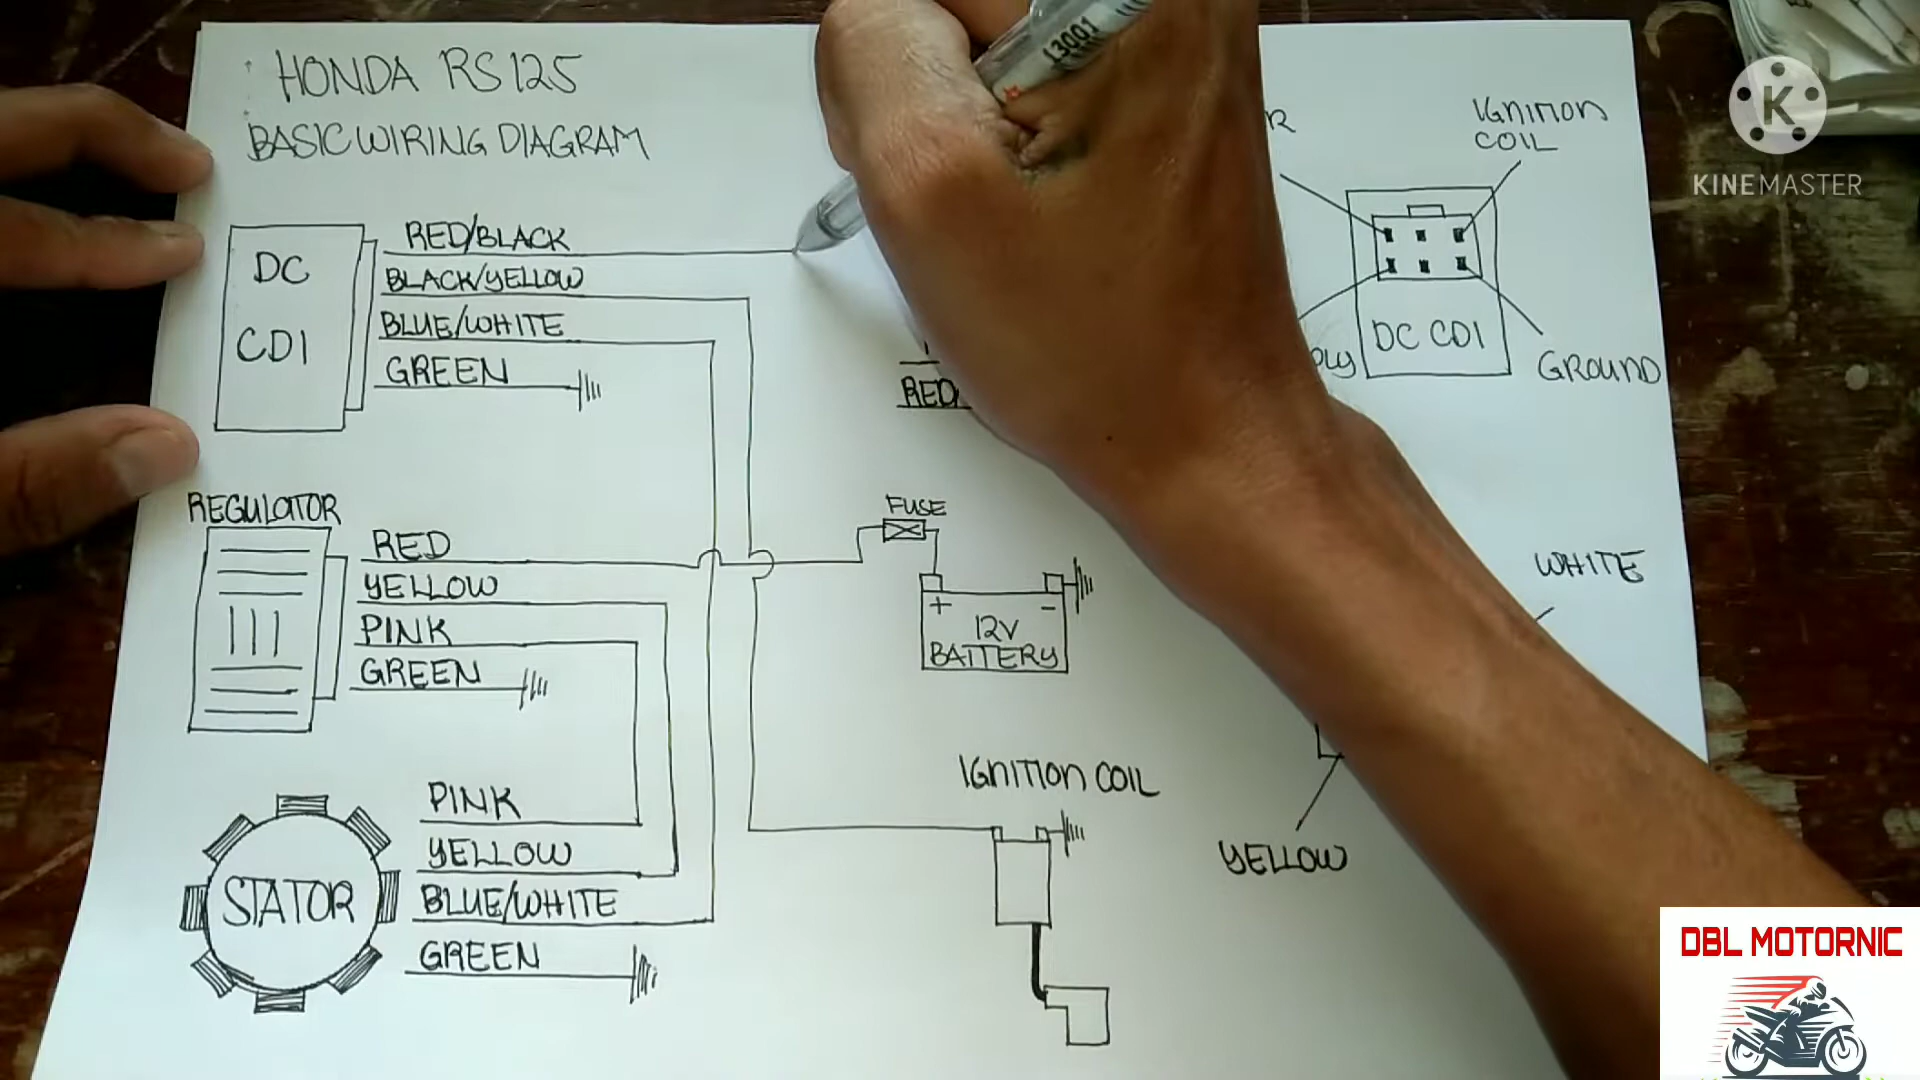 HONDA RS125
BASIC WIRING DIAGRAM
DC
CDI
RED/BLACK
BLACK/YELLOW
BLUE/WHITE
GREEN
REGULATOR
RED
YELLOW
PINK
GREEN
STATOR
PINK
YELLOW
BLUE/WHITE
GREEN
L3001
RED
FUSE
+
-
12V
BATTERY
IGNITION COIL
IGNITION
COIL
DC CDI
GROUND
WHITE
YELLOW
K
KINEMASTER
DBL MOTORNIC